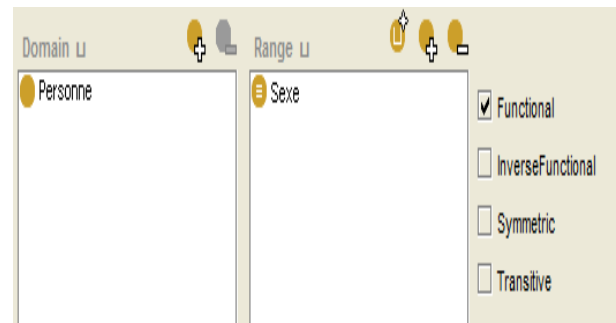 Domain ⊔
Range ⊔
Personne
Sexe
Functional
InverseFunctional
Symmetric
Transitive